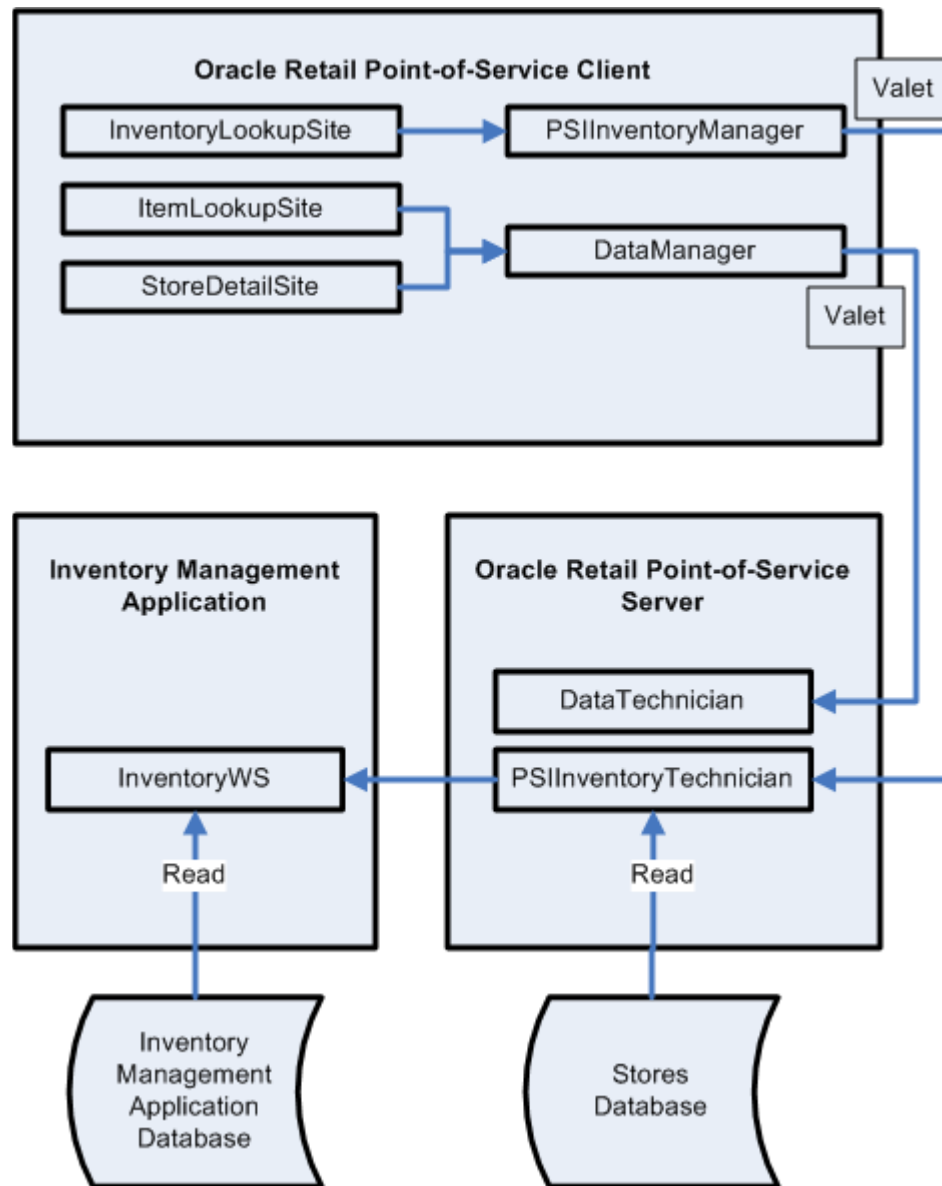 Oracle Retail Point-of-Service Client
Valet
InventoryLookupSite
PSIInventoryManager
ItemLookupSite
DataManager
StoreDetailSite
Valet
Inventory Management
Application
Oracle Retail Point-of-Service
Server
DataTechnician
InventoryWS
PSIInventoryTechnician
Read
Read
Inventory
Management
Application
Database
Stores
Database